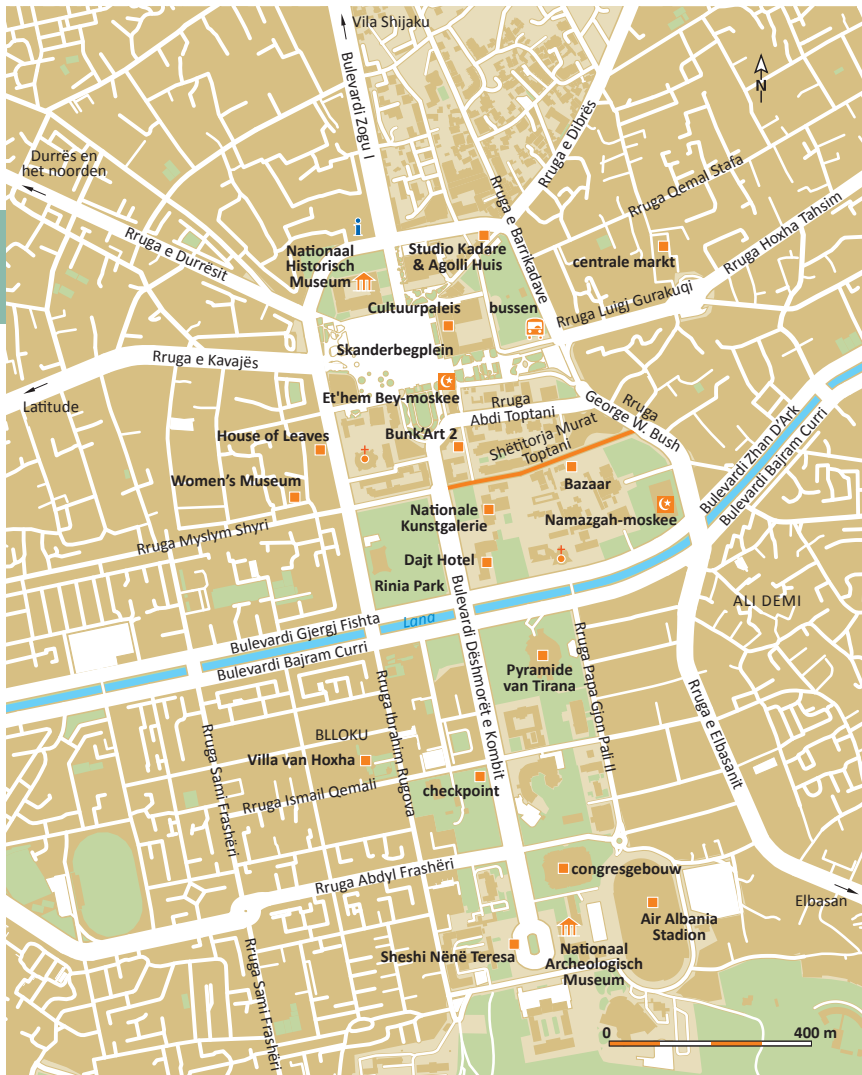 Vila Shijaku
Bulevardi Zogu I
N
Rruga e Dibrës
Durrës en
het noorden
Rruga Qemal Stafa
Rruga e Barrikadave
Rruga Hoxha Tahsim
Rruga e Durrësit
Nationaal
Historisch
Museum
Studio Kadare
& Agolli Huis
centrale markt
Cultuurpaleis
bussen
Rruga Luigi Gurakuqi
Skanderbegplein
Rruga e Kavajës
Latitude
Et'hem Bey-moskee
Rruga
Abdi Toptani
Rruga
George W. Bush
House of Leaves
Bunk'Art 2
Shëtitorja Murat
Toptani
Bulevardi Zhan D'Ark
Bulevardi Bajram Curri
Women's Museum
Bazaar
Nationale
Kunstgalerie
Namazgah-moskee
Rruga Myslym Shyri
Dajt Hotel
Rinia Park
ALI DEMI
Lana
Bulevardi Gjergj Fishta
Bulevardi Bajram Curri
Pyramide
van Tirana
Rruga Papa Gjon Pali II
Bulevardi Dëshmorët e Kombit
Rruga Ibrahim Rugova
Rruga e Elbasanit
BLLOKU
Villa van Hoxha
Rruga Sami Frashëri
checkpoint
Rruga Ismail Qemali
Rruga Abdyl Frashëri
congresgebouw
Elbasan
Air Albania
Stadion
Sheshi Nënë Teresa
Nationaal
Archeologisch
Museum
Rruga Sami Frashëri
0
400 m